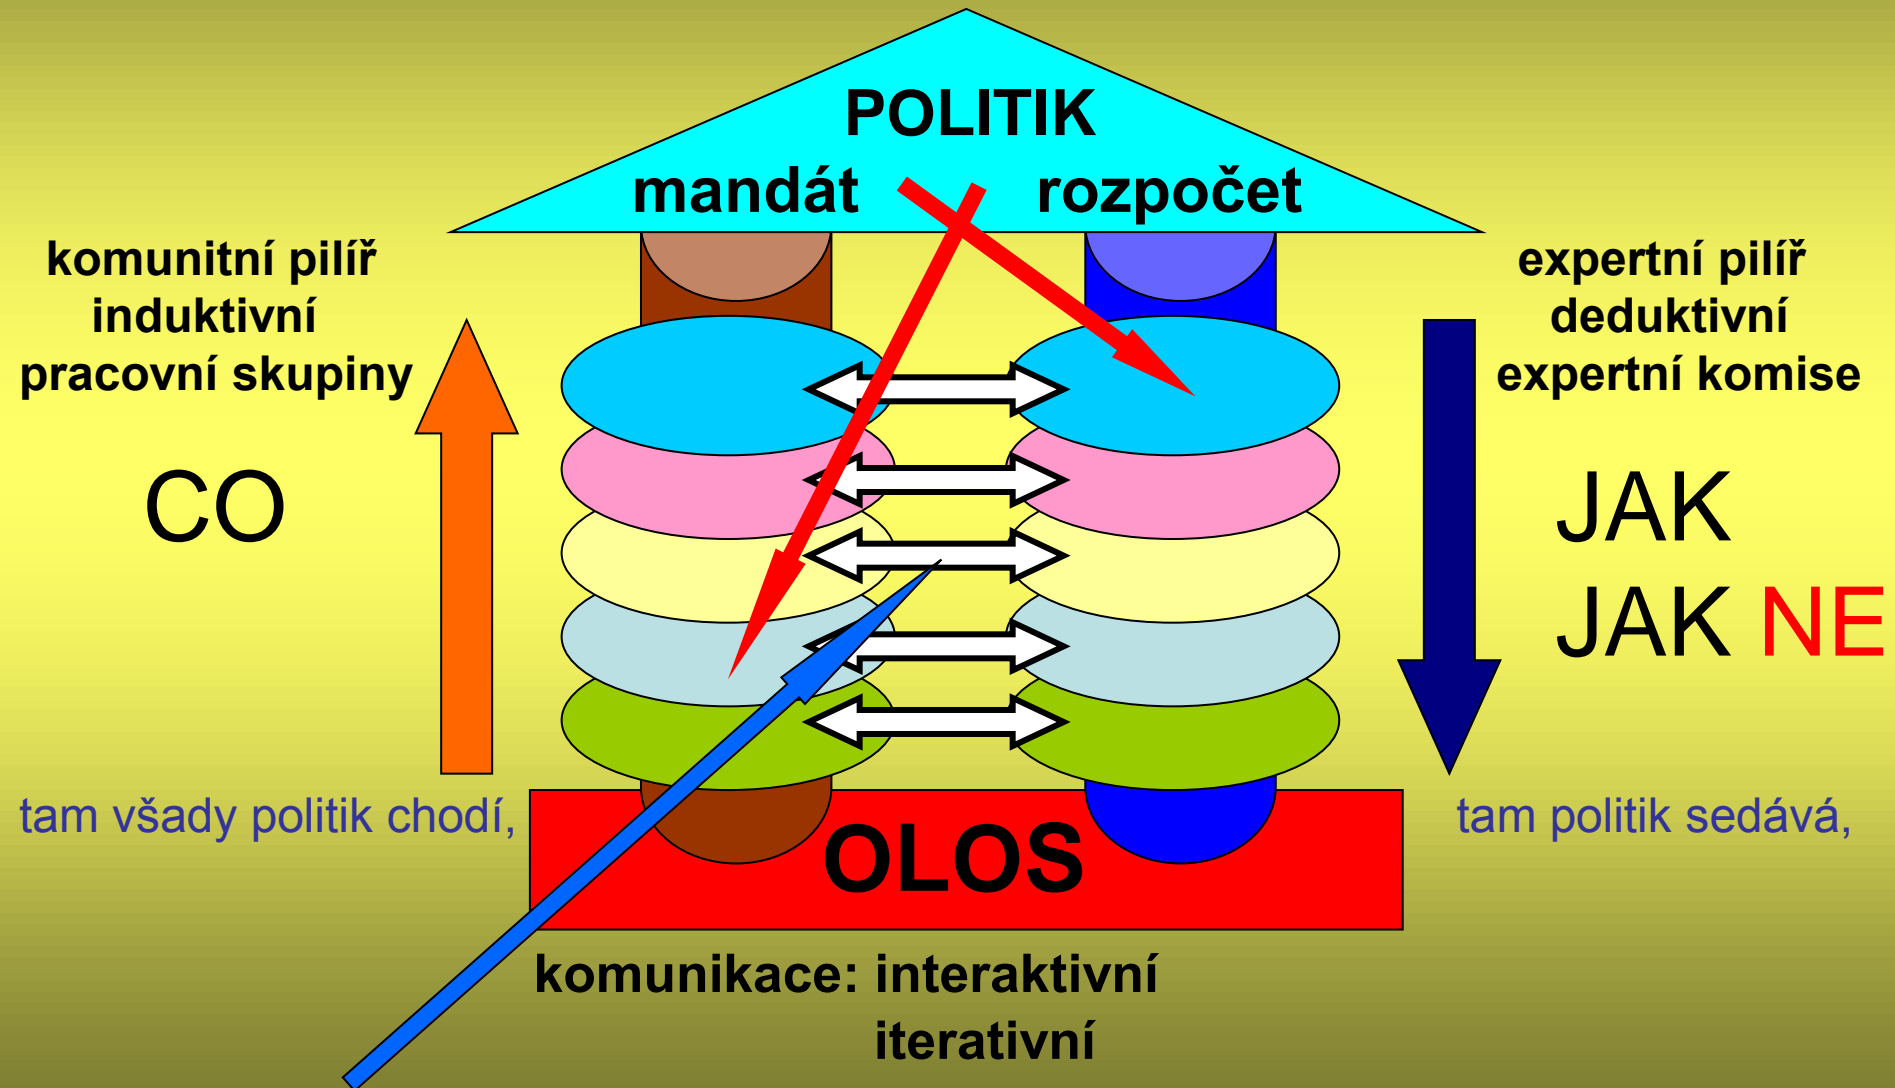 POLITIK
mandát rozpočet
komunitní pilíř
induktivní
pracovní skupiny
CO
tam všady politik chodí,
expertní pilíř
deduktivní
expertní komise
JAK
JAK NE
tam politik sedává,
OLOS
komunikace: interaktivní
iterativní